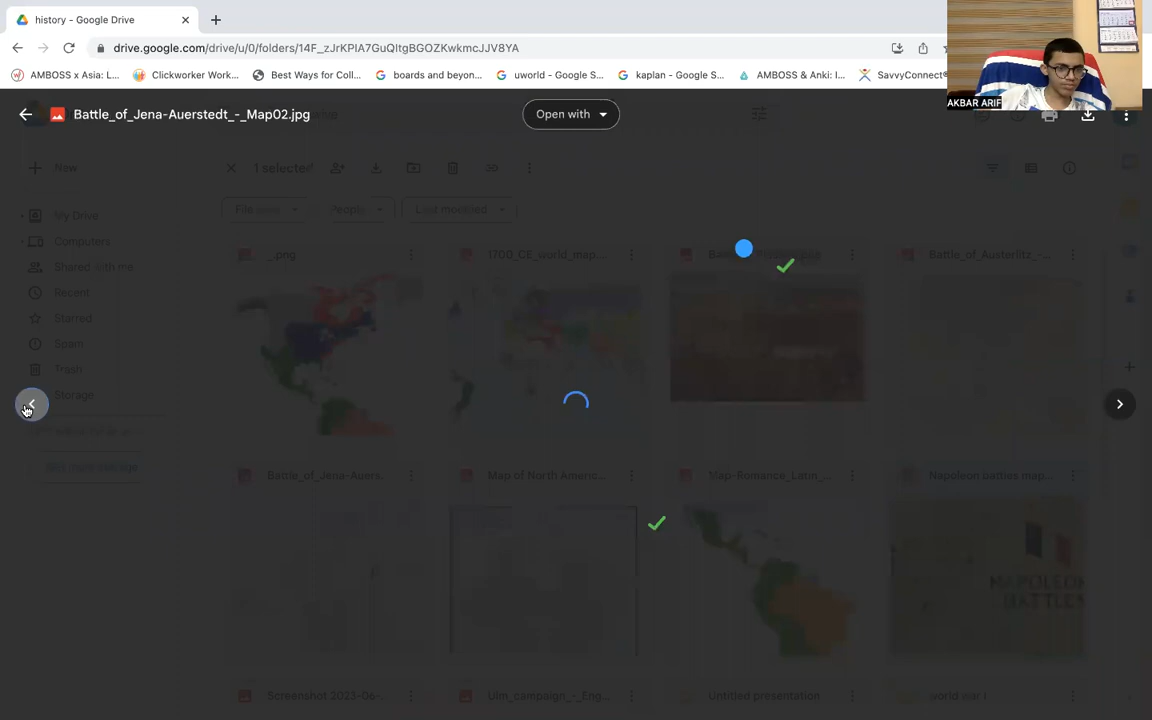 history - Google Drive
drive.google.com/drive/u/0/folders/14F_zJrKPIA7GuQItgBGOZKwkmcJJV8YA
AMBOSS x Asia: L... Clickworker Work... Best Ways for Coll... boards and beyon... uworld - Google S... kaplan - Google S... AMBOSS & Anki: I... SavvyConnect®
AKBAR ARIF
Battle_of_Jena-Auerstedt_-_Map02.jpg Open with
New 1 selected
My Drive People Last modified
Computers
Shared with me
_.png 1700_CE_world_map... Battle_of_Austerlitz_-...
Recent
Starred
Spam
Trash
Storage
Battle_of_Jena-Auers... Map of North Americ... Map-Romance_Latin_... Napoleon battles map...
NAPOLEON
BATTLES
Screenshot 2023-06-... Ulm_campaign_-_Eng... Untitled presentation world war I